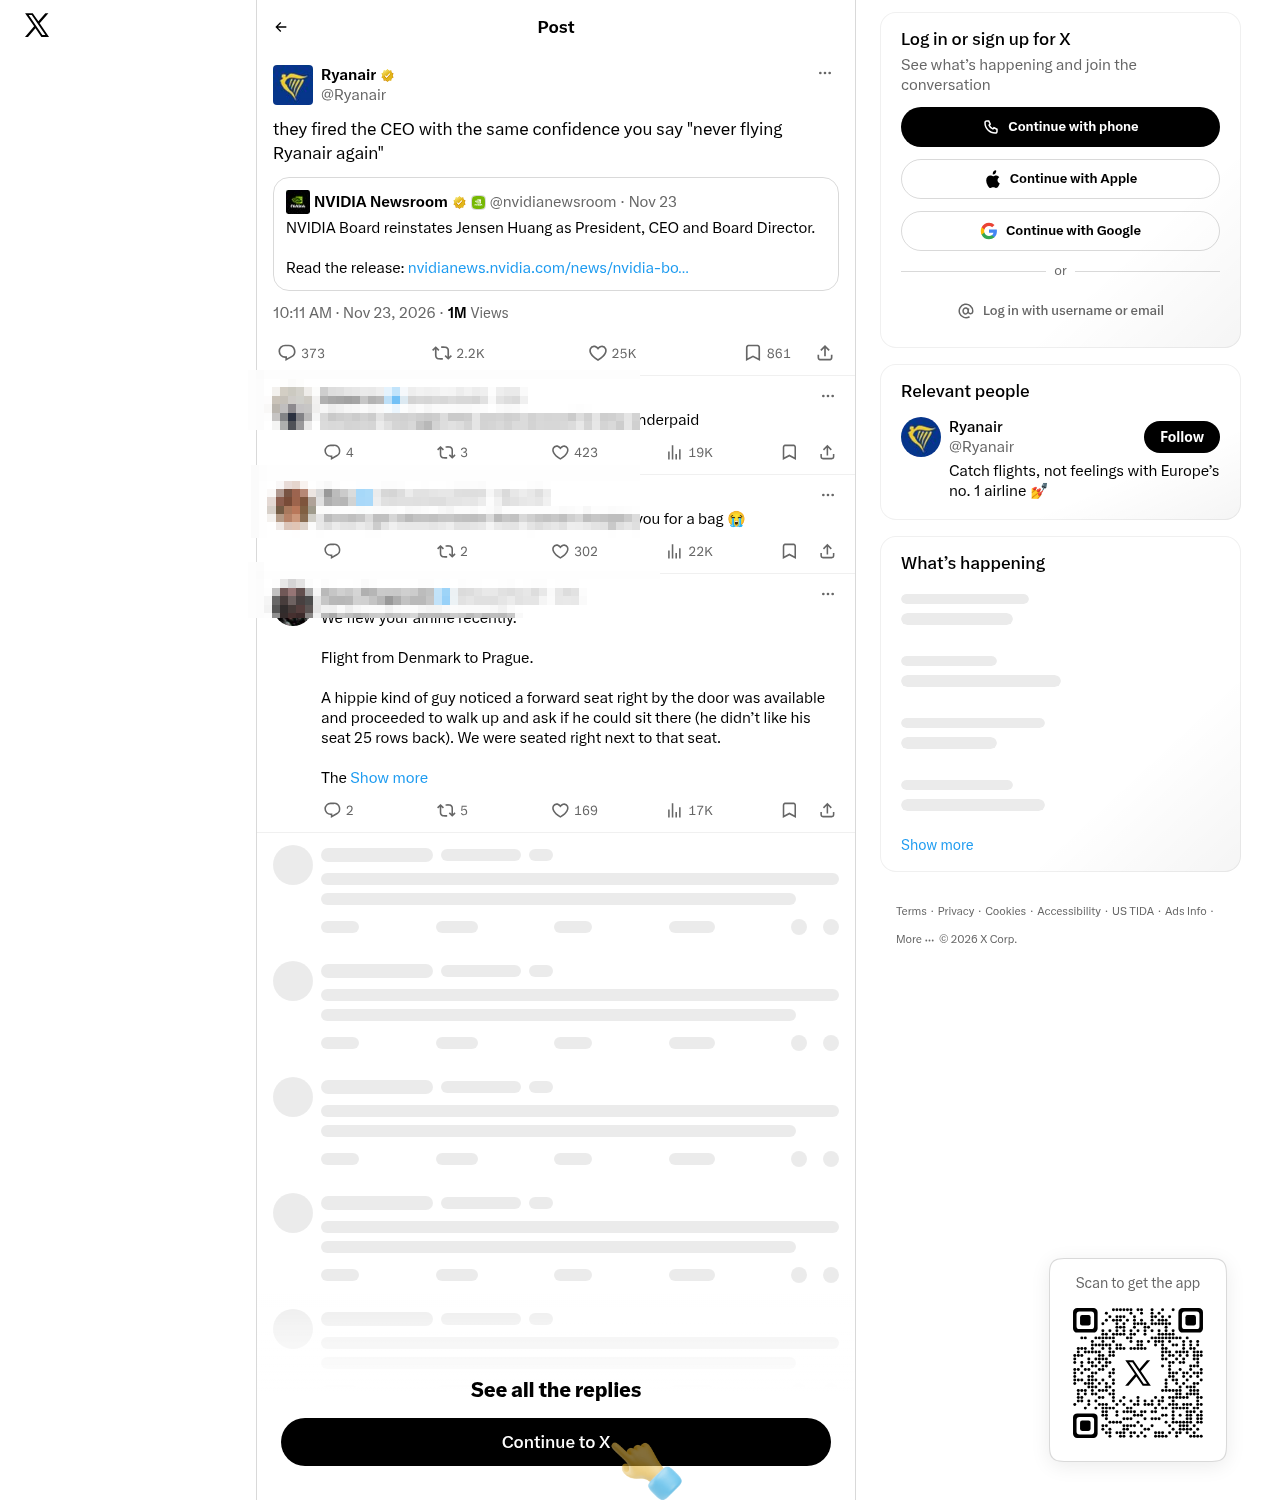 Post
Ryanair
@Ryanair
they fired the CEO with the same confidence you say "never flying
Ryanair again"
NVIDIA Newsroom @nvidianewsroom · Nov 23
NVIDIA Board reinstates Jensen Huang as President, CEO and Board Director.
Read the release: nvidianews.nvidia.com/news/nvidia-bo...
10:11 AM · Nov 23, 2026 · 1M Views
373 2.2K 25K 861
4 3 423 19K
you for a bag 😭
2 302 22K
We flew your airline recently.
Flight from Denmark to Prague.
A hippie kind of guy noticed a forward seat right by the door was available
and proceeded to walk up and ask if he could sit there (he didn't like his
seat 25 rows back). We were seated right next to that seat.
The Show more
2 5 169 17K
See all the replies
Continue to X
Log in or sign up for X
See what's happening and join the
conversation
Continue with phone
Continue with Apple
Continue with Google
or
Log in with username or email
Relevant people
Ryanair
@Ryanair
Follow
Catch flights, not feelings with Europe's
no. 1 airline 💅
What's happening
Show more
Terms · Privacy · Cookies · Accessibility · US TIDA · Ads Info ·
More ··· © 2026 X Corp.
Scan to get the app